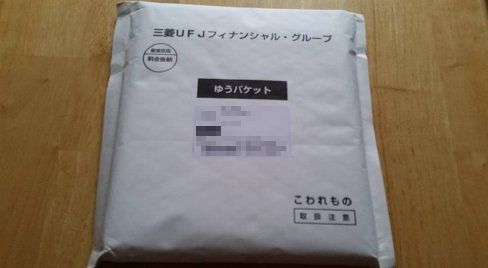 三菱UFJフィナンシャル・グループ
料金後納
ゆうパケット
こわれもの
取扱注意